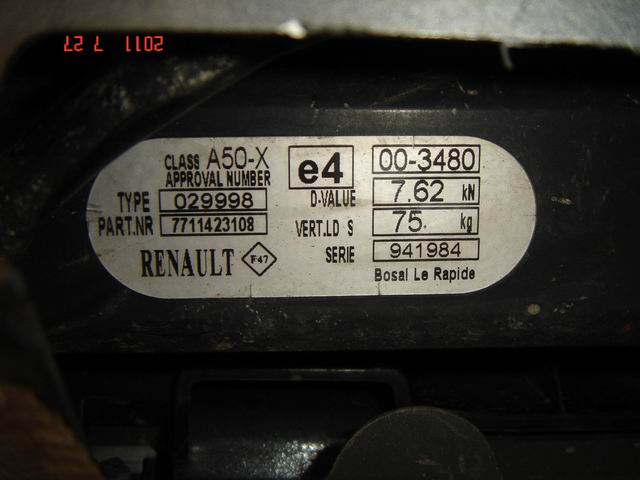 2011 7 27
CLASS A50-X e4 00-3480
APPROVAL NUMBER
TYPE 029998 D-VALUE 7.62 kN
PART.NR 7711423108 VERT.LD S 75. kg
RENAULT F47 SERIE 941984
Bosal Le Rapide